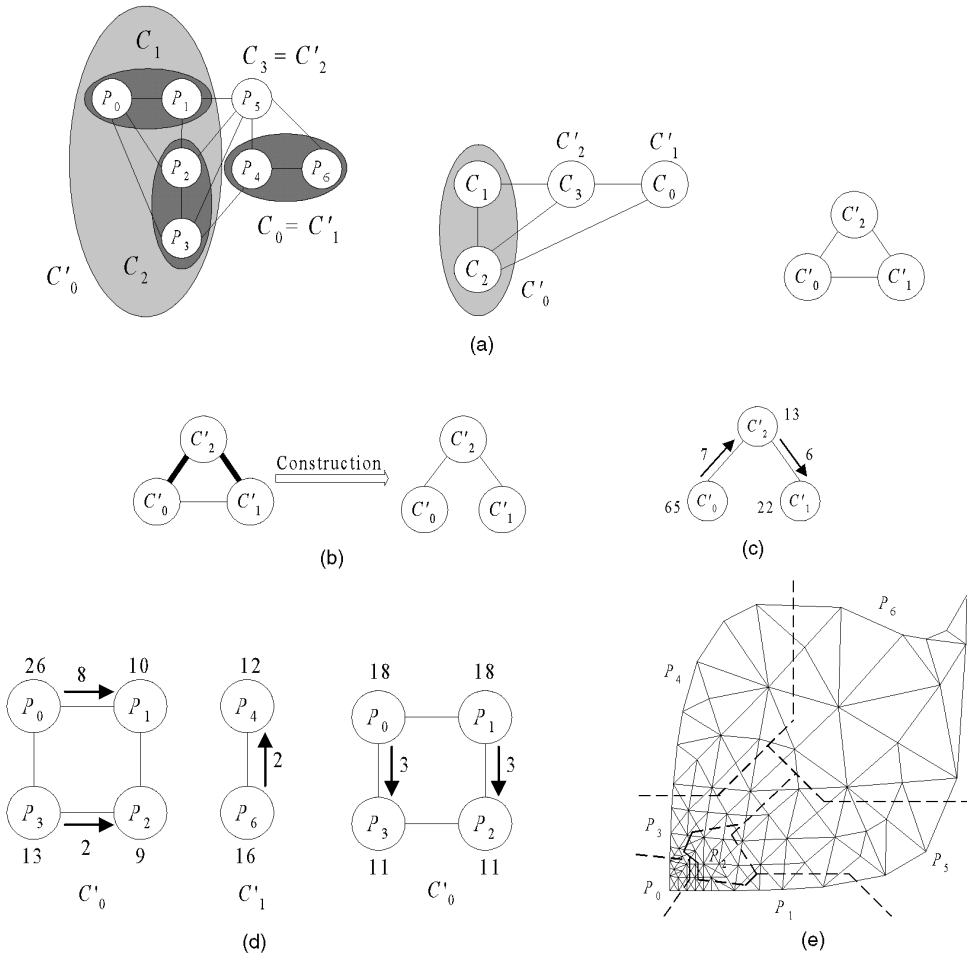 C₁
C₃ = C′₂
P₀ P₁ P₅
P₂ P₄ P₆
P₃
C₀ = C′₁
C₂
C′₀
C′₂ C′₁
C₁ C₃ C₀
C₂
C′₀
C′₂
C′₀ C′₁
(a)
C′₂
C′₀ C′₁
Construction
C′₂
C′₀ C′₁
(b)
13
C′₂
7 6
65 C′₀ 22 C′₁
(c)
26 8 10
P₀ P₁
P₃ P₂
13 2 9
C′₀
12
P₄
2
P₆
16
C′₁
18 18
P₀ P₁
3 3
P₃ P₂
11 11
C′₀
(d)
P₆
P₄
P₃
P₂
P₅
P₀
P₁
(e)